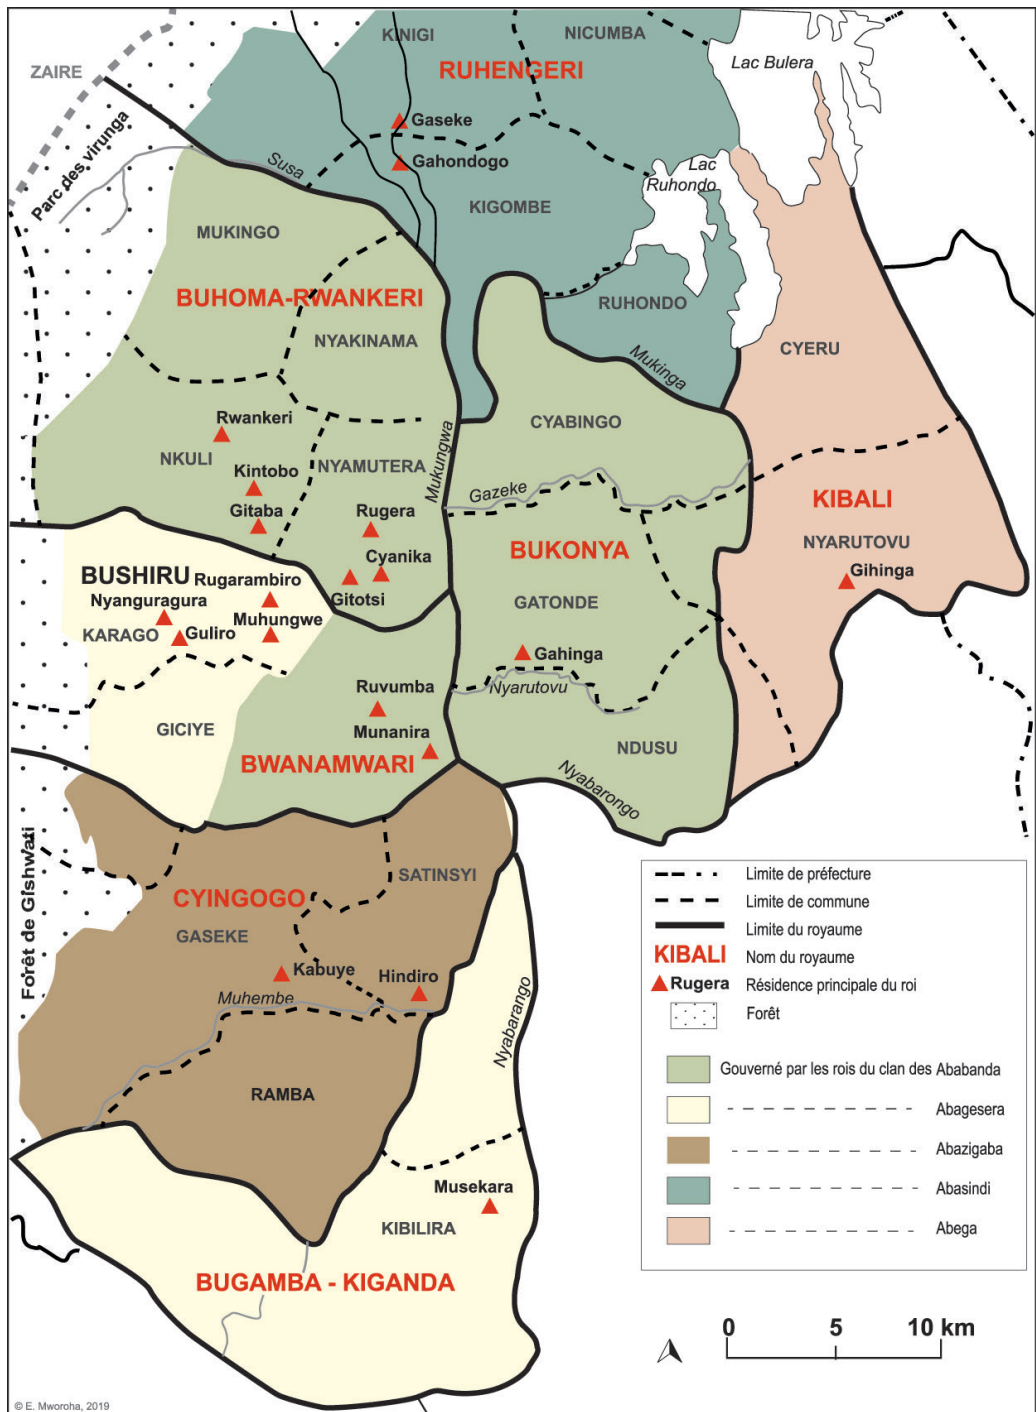 KINIGI
NICUMBA
RUHENGERI
Lac Bulera
ZAIRE
Gaseke
Parc des virunga
Susa
Gahondogo
Lac
Ruhondo
KIGOMBE
MUKINGO
BUHOMA-RWANKERI
RUHONDO
NYAKINAMA
CYERU
Mukinga
Rwankeri
CYABINGO
NKULI
NYAMUTERA
Mukungwa
Kintobo
Gazeke
Gitaba
Rugera
KIBALI
BUKONYA
NYARUTOVU
Cyanika
Gihinga
BUSHIRU
Rugarambiro
Gitotsi
Nyanguragura
GATONDE
Muhungwe
KARAGO
Guliro
Gahinga
Ruvumba
Nyarutovu
GICIYE
Munanira
NDUSU
BWANAMWARI
Nyabarongo
Forêt de Gishwati
SATINSYI
CYINGOGO
GASEKE
Kabuye
Hindiro
Muhembe
Nyabarango
RAMBA
Musekara
KIBILIRA
BUGAMBA - KIGANDA
Limite de préfecture
Limite de commune
Limite du royaume
KIBALI Nom du royaume
Rugera Résidence principale du roi
Forêt
Gouverné par les rois du clan des Ababanda
Abagesera
Abazigaba
Abasindi
Abega
0 5 10 km
© E. Mworoha, 2019